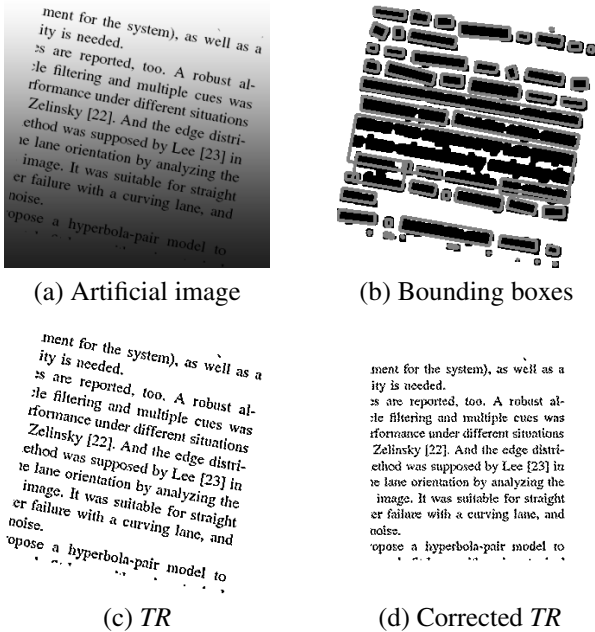 ment for the system), as well as a
ity is needed.
:s are reported, too. A robust al-
:le filtering and multiple cues was
rformance under different situations
Zelinsky [22]. And the edge distri-
ethod was supposed by Lee [23] in
ıe lane orientation by analyzing the
image. It was suitable for straight
er failure with a curving lane, and
noise.
opose a hyperbola-pair model to
(a) Artificial image
(b) Bounding boxes
ment for the system), as well as a
ity is needed.
:s are reported, too. A robust al-
:le filtering and multiple cues was
rformance under different situations
Zelinsky [22]. And the edge distri-
ethod was supposed by Lee [23] in
ıe lane orientation by analyzing the
image. It was suitable for straight
er failure with a curving lane, and
noise.
opose a hyperbola-pair model to
ment for the system), as well as a
ity is needed.
:s are reported, too. A robust al-
:le filtering and multiple cues was
rformance under different situations
Zelinsky [22]. And the edge distri-
ethod was supposed by Lee [23] in
ıe lane orientation by analyzing the
image. It was suitable for straight
er failure with a curving lane, and
noise.
opose a hyperbola-pair model to
(c) TR
(d) Corrected TR